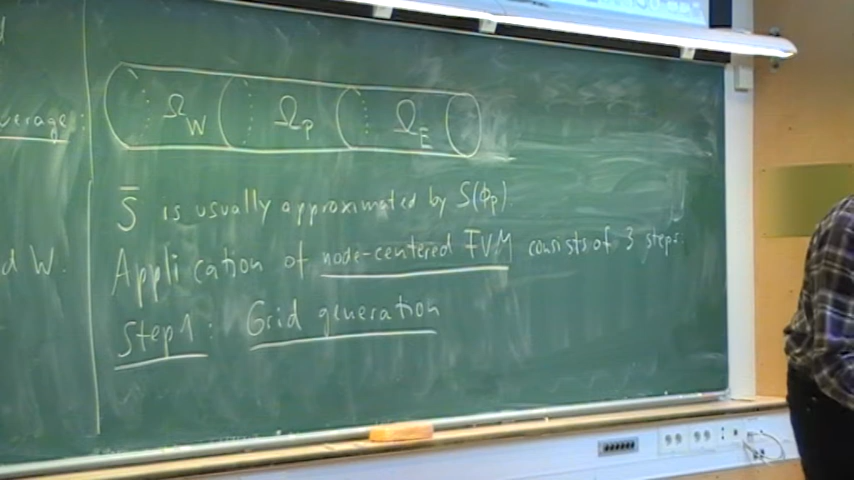 verage:
d W.
Ω_W Ω_P Ω_E
S̅ is usually approximated by S(ϕ_P).
Application of node-centered FVM consists of 3 steps:
Step 1: Grid generation